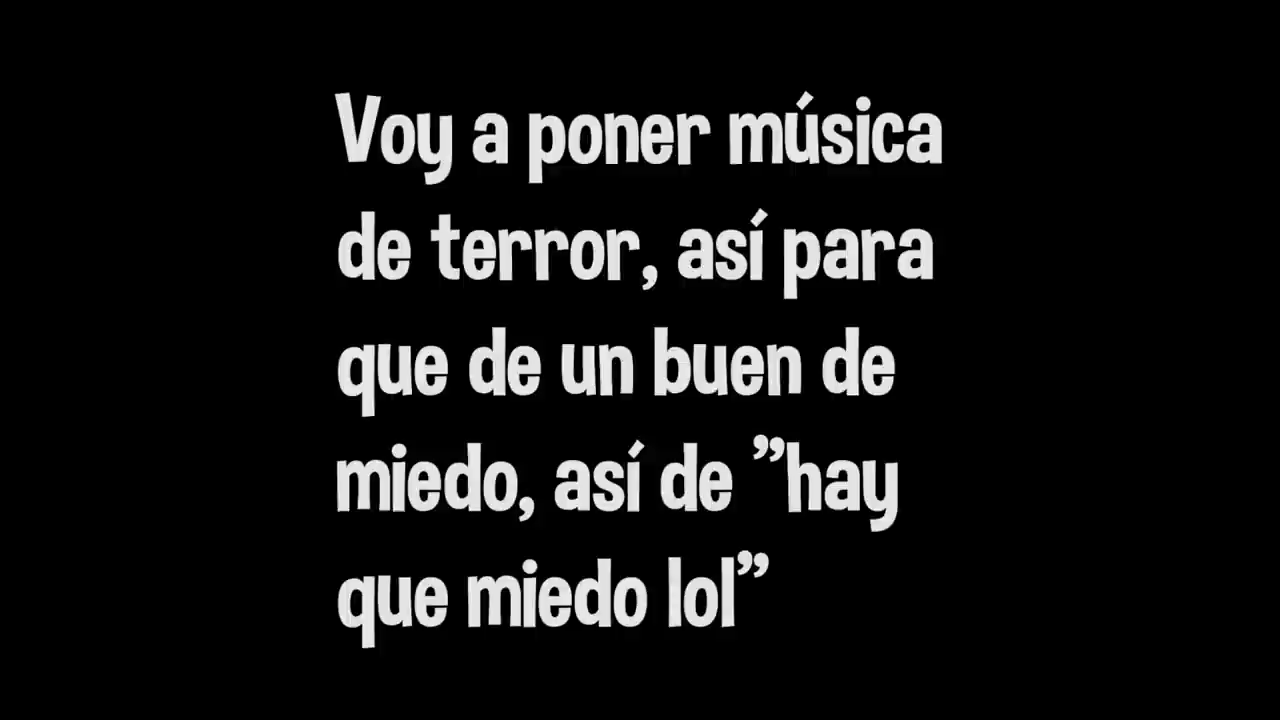 Voy a poner música
de terror, así para
que de un buen de
miedo, así de ”hay
que miedo lol”